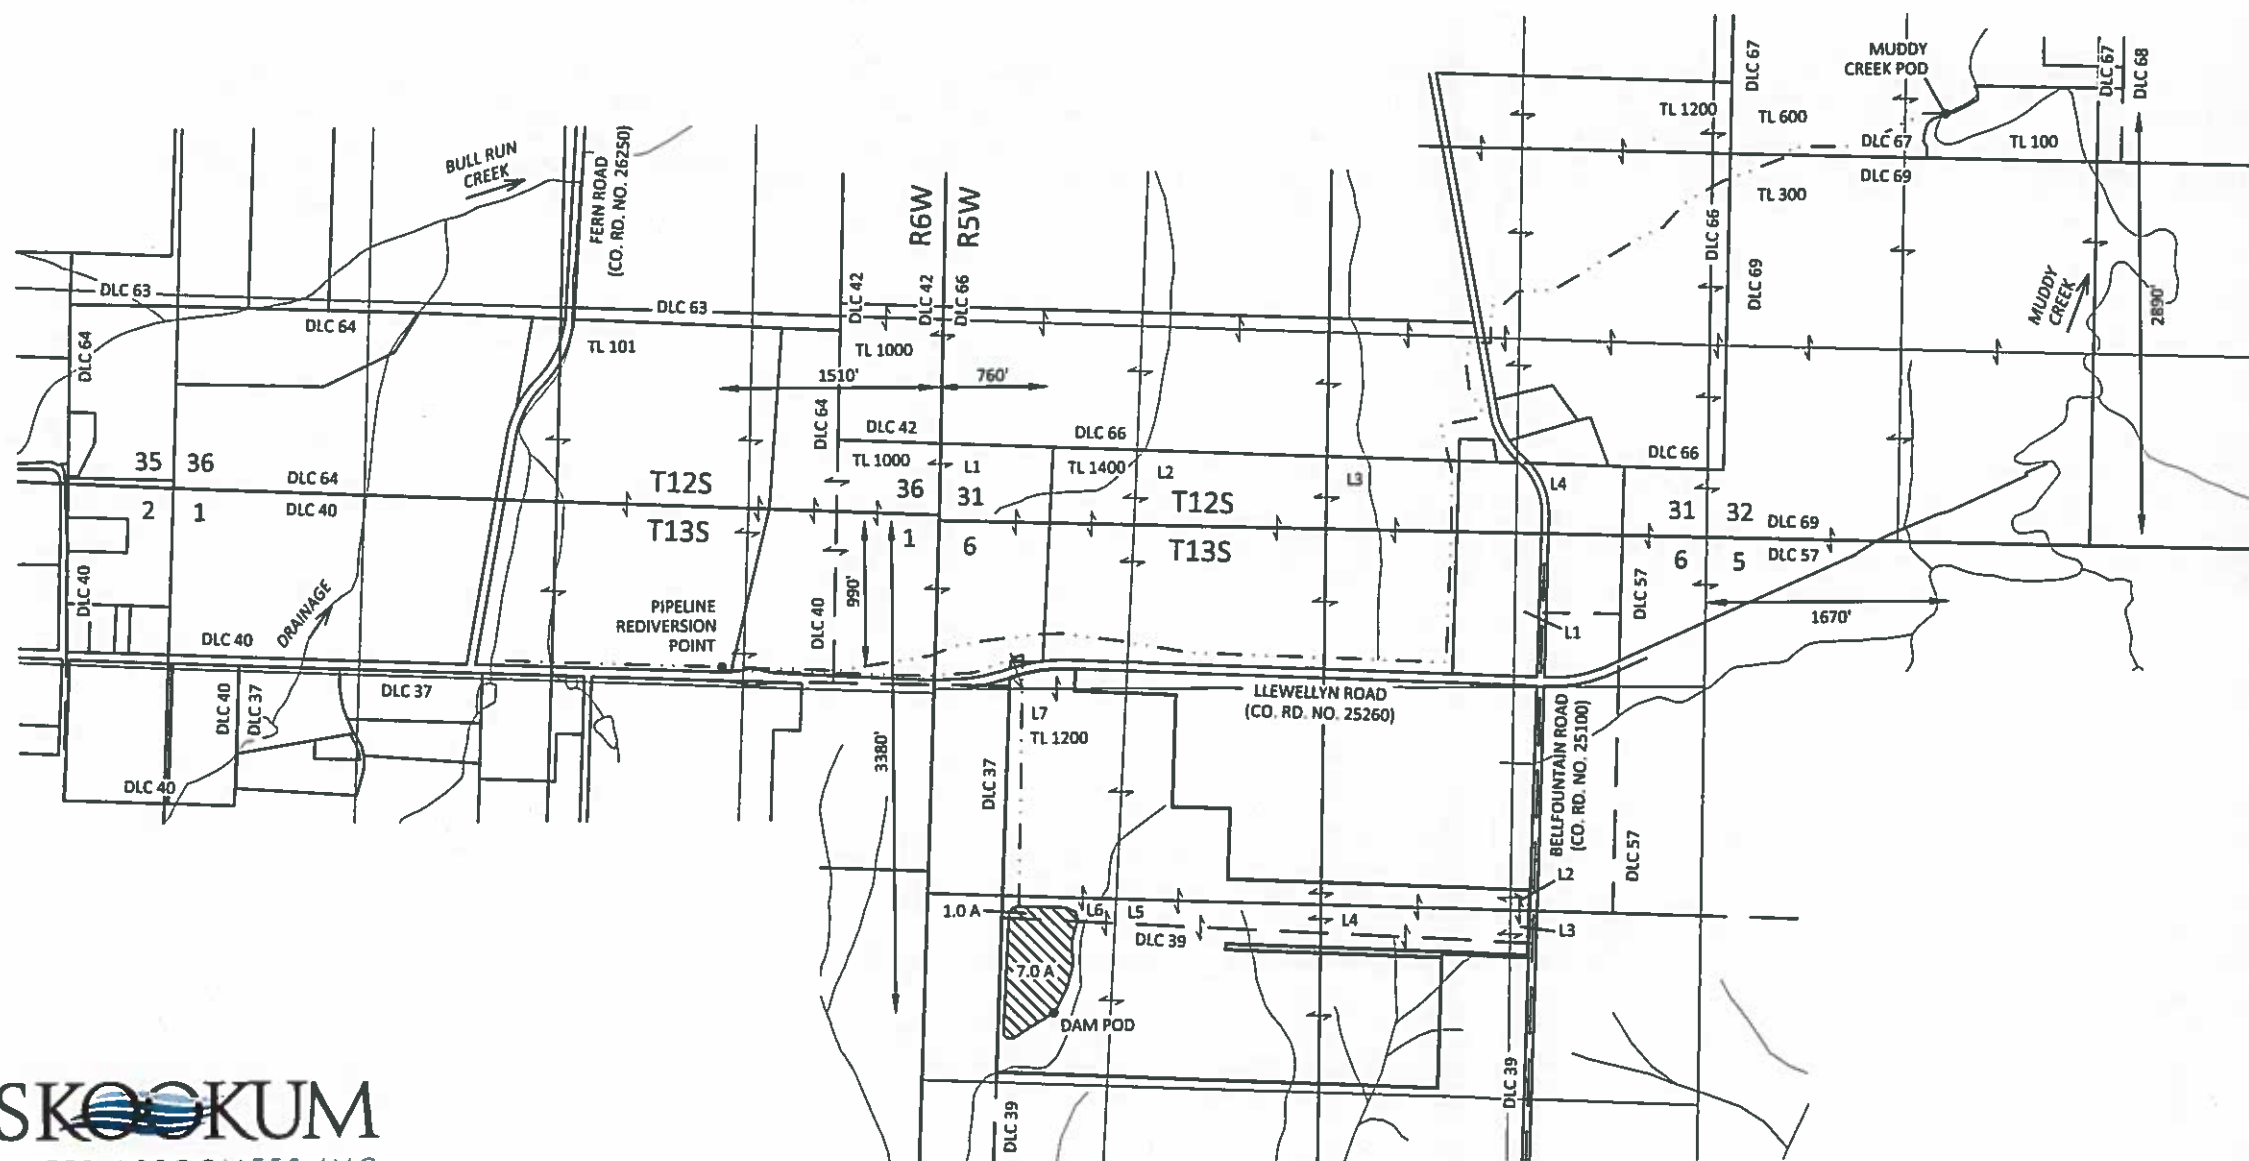 MUDDY
CREEK POD
DLC 67
DLC 67
DLC 68
TL 1200
TL 600
DLC 67
TL 100
DLC 69
TL 300
BULL RUN
CREEK
FERN ROAD
(CO. RD. NO. 26250)
R6W
R5W
DLC 66
DLC 69
MUDDY
CREEK
2890'
DLC 63
DLC 64
DLC 64
DLC 63
DLC 42
DLC 42
DLC 66
TL 101
TL 1000
1510'
760'
DLC 64
DLC 42
DLC 66
DLC 66
35
36
DLC 64
T12S
TL 1000
36
L1
31
TL 1400
L2
T12S
L3
L4
31
32
DLC 69
2
1
DLC 40
T13S
1
6
T13S
6
5
DLC 57
DLC 40
DRAINAGE
PIPELINE
REDIVERSION
POINT
DLC 40
990'
DLC 57
L1
1670'
DLC 40
DLC 40
DLC 37
DLC 37
LLEWELLYN ROAD
(CO. RD. NO. 25260)
L7
TL 1200
3380'
DLC 37
BELLFOUNTAIN ROAD
(CO. RD. NO. 25100)
DLC 57
DLC 40
L2
1.0 A
L6
L5
L4
L3
DLC 39
7.0 A
DAM POD
DLC 39
DLC 39
SKOOKUM